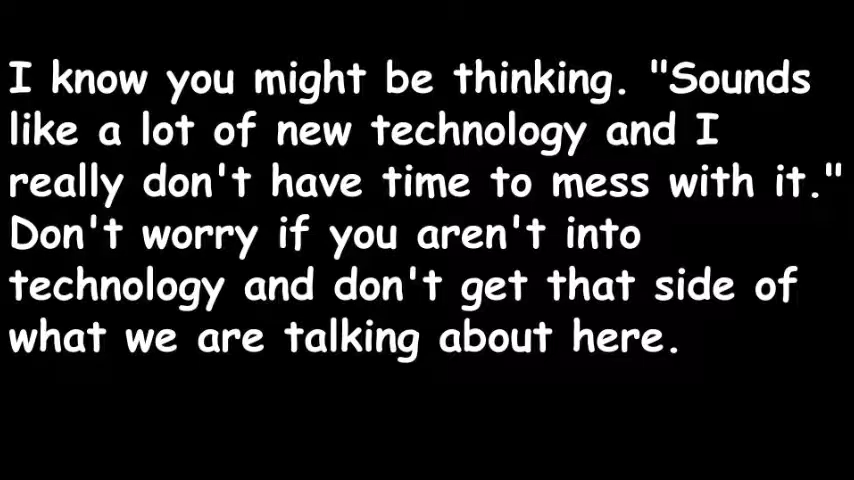 I know you might be thinking. "Sounds
like a lot of new technology and I
really don't have time to mess with it."
Don't worry if you aren't into
technology and don't get that side of
what we are talking about here.